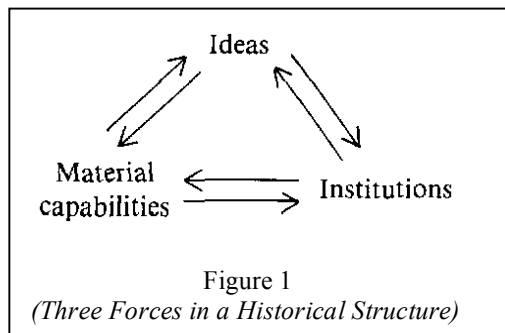 Ideas
Material
capabilities
Institutions
Figure 1
(Three Forces in a Historical Structure)